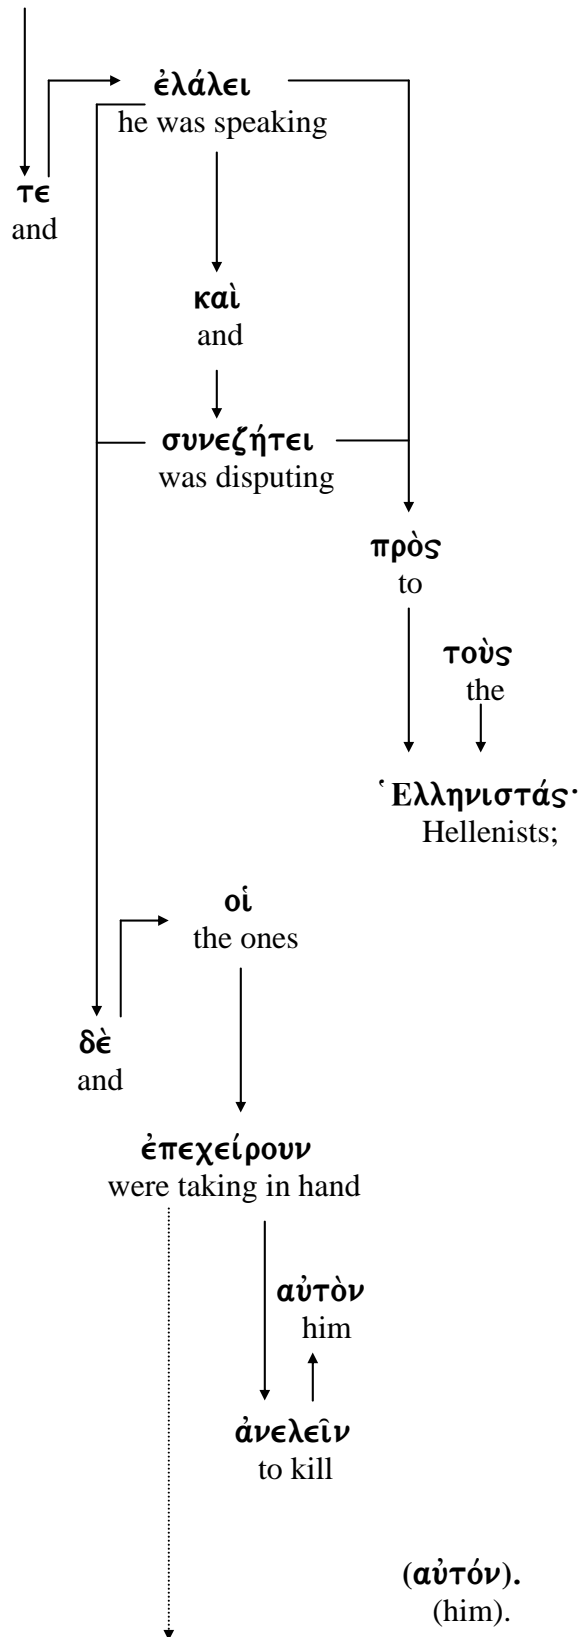 ἐλάλει
he was speaking
τε
and
καὶ
and
συνεζήτει
was disputing
πρὸς
to
τοὺς
the
Ἑλληνιστάς·
Hellenists;
οἱ
the ones
δὲ
and
ἐπεχείρουν
were taking in hand
αὐτὸν
him
ἀνελεῖν
to kill
(αὐτόν).
(him).